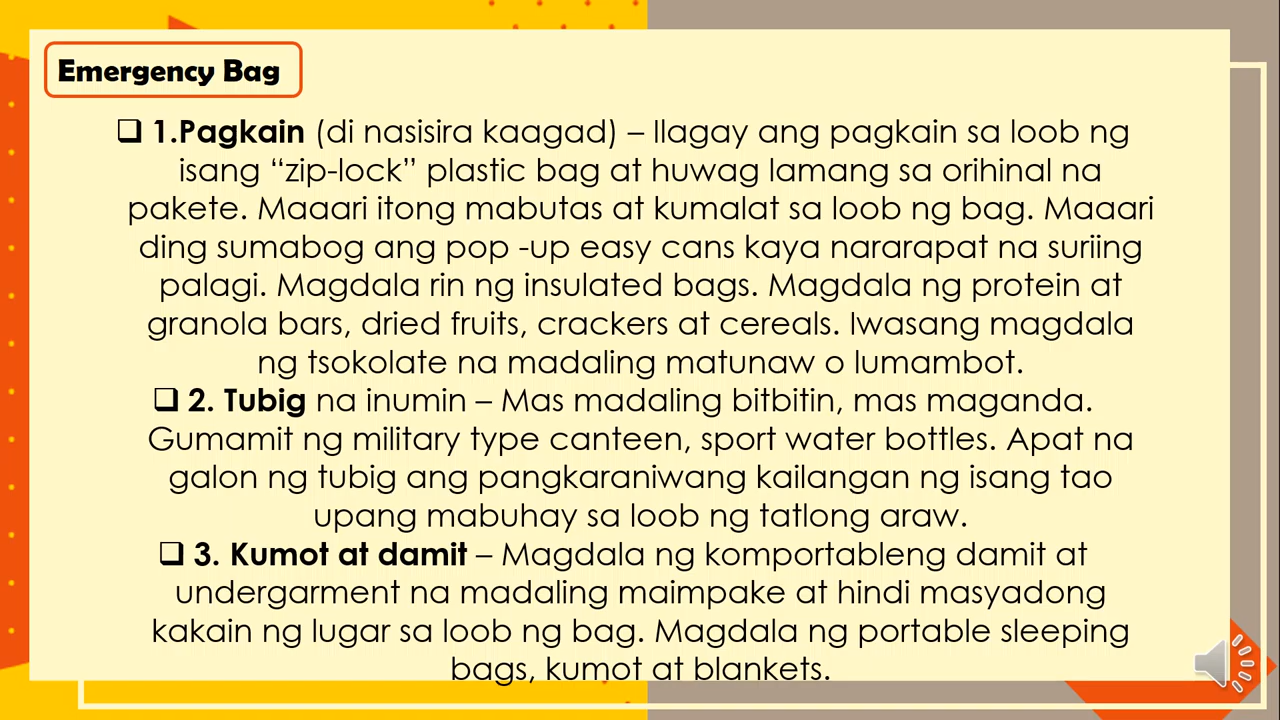 Emergency Bag
❑ 1.Pagkain (di nasisira kaagad) – Ilagay ang pagkain sa loob ng
isang “zip-lock” plastic bag at huwag lamang sa orihinal na
pakete. Maaari itong mabutas at kumalat sa loob ng bag. Maaari
ding sumabog ang pop -up easy cans kaya nararapat na suriing
palagi. Magdala rin ng insulated bags. Magdala ng protein at
granola bars, dried fruits, crackers at cereals. Iwasang magdala
ng tsokolate na madaling matunaw o lumambot.
❑ 2. Tubig na inumin – Mas madaling bitbitin, mas maganda.
Gumamit ng military type canteen, sport water bottles. Apat na
galon ng tubig ang pangkaraniwang kailangan ng isang tao
upang mabuhay sa loob ng tatlong araw.
❑ 3. Kumot at damit – Magdala ng komportableng damit at
undergarment na madaling maimpake at hindi masyadong
kakain ng lugar sa loob ng bag. Magdala ng portable sleeping
bags, kumot at blankets.